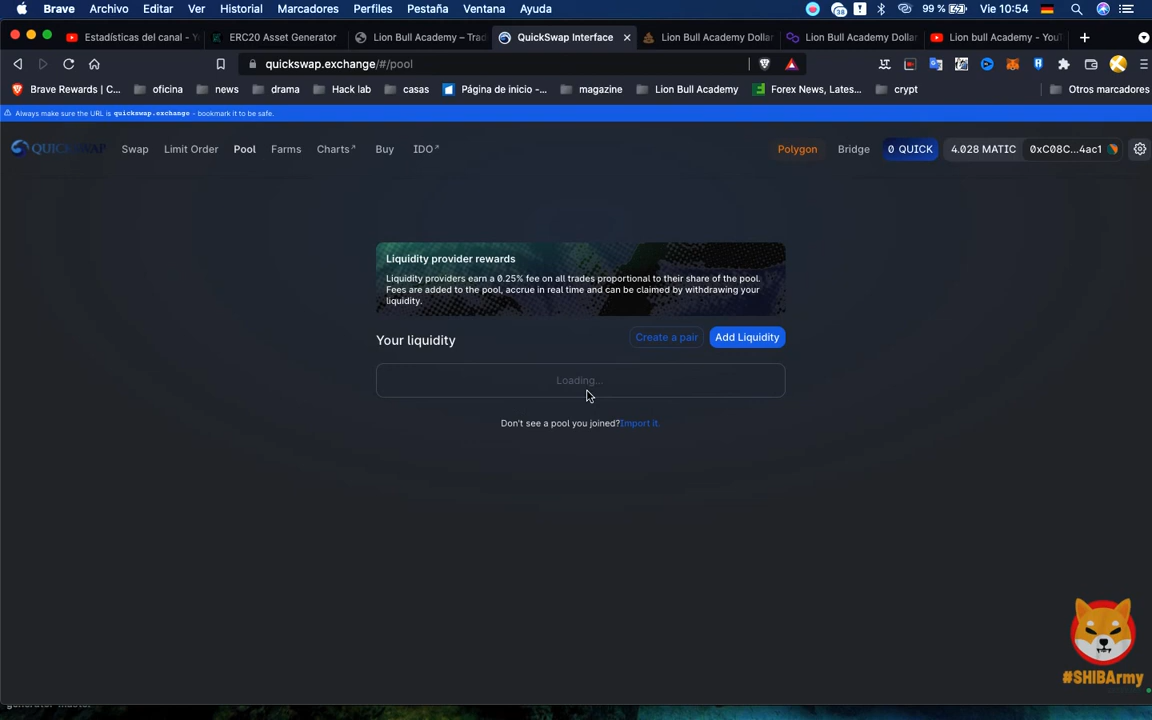 Brave Archivo Editar Ver Historial Marcadores Perfiles Pestaña Ventana Ayuda 38 99 % Vie 10:54
Estadísticas del canal - Y ERC20 Asset Generator Lion Bull Academy – Trad QuickSwap Interface Lion Bull Academy Dollar Lion Bull Academy Dollar Lion bull Academy - YouT
quickswap.exchange/#/pool
Brave Rewards | C... oficina news drama Hack lab casas Página de inicio -... magazine Lion Bull Academy Forex News, Lates... crypt Otros marcadores
Always make sure the URL is quickswap.exchange - bookmark it to be safe.
QUICKSWAP Swap Limit Order Pool Farms Charts↗ Buy IDO↗ Polygon Bridge 0 QUICK 4.028 MATIC 0xC08C...4ac1
Liquidity provider rewards
Liquidity providers earn a 0.25% fee on all trades proportional to their share of the pool.
Fees are added to the pool, accrue in real time and can be claimed by withdrawing your
liquidity.
Your liquidity Create a pair Add Liquidity
Loading...
Don't see a pool you joined?Import it.
#SHIBArmy